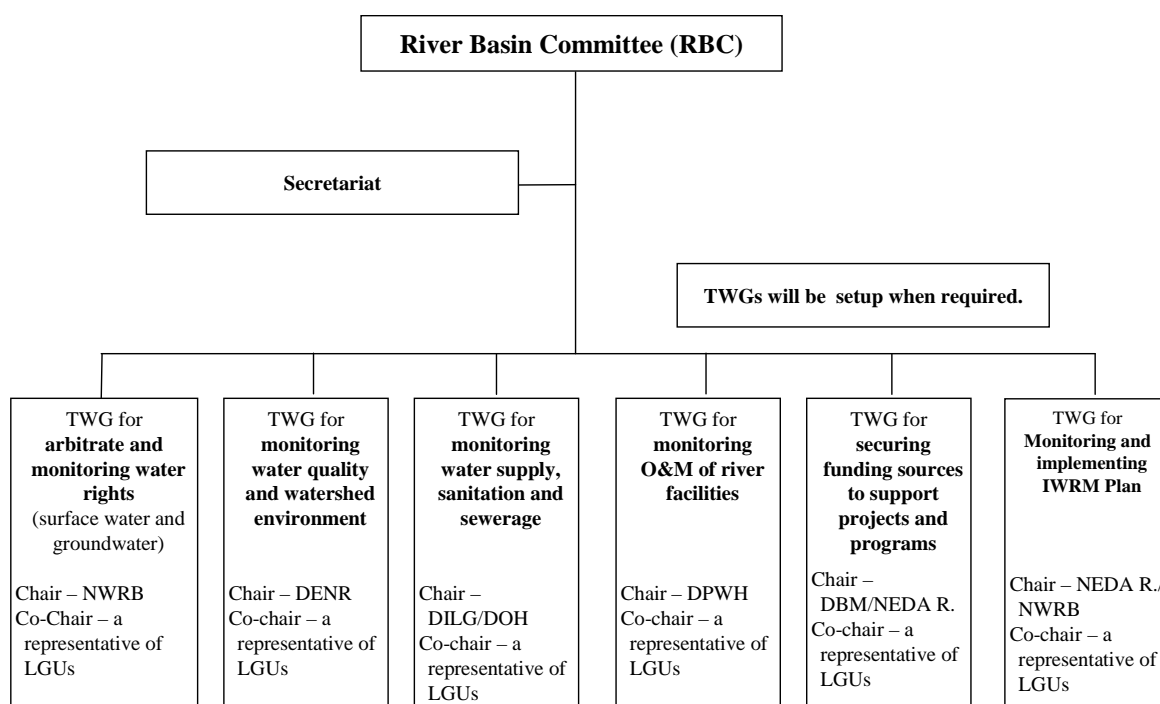 River Basin Committee (RBC)
Secretariat
TWGs will be setup when required.
TWG for
arbitrate and
monitoring water
rights
(surface water and
groundwater)
Chair – NWRB
Co-Chair – a
representative of
LGUs
TWG for
monitoring
water quality
and watershed
environment
Chair – DENR
Co-chair – a
representative of
LGUs
TWG for
monitoring
water supply,
sanitation and
sewerage
Chair –
DILG/DOH
Co-chair – a
representative of
LGUs
TWG for
monitoring
O&M of river
facilities
Chair – DPWH
Co-chair – a
representative of
LGUs
TWG for
securing
funding sources
to support
projects and
programs
Chair –
DBM/NEDA R.
Co-chair – a
representative of
LGUs
TWG for
Monitoring and
implementing
IWRM Plan
Chair – NEDA R./
NWRB
Co-chair – a
representative of
LGUs